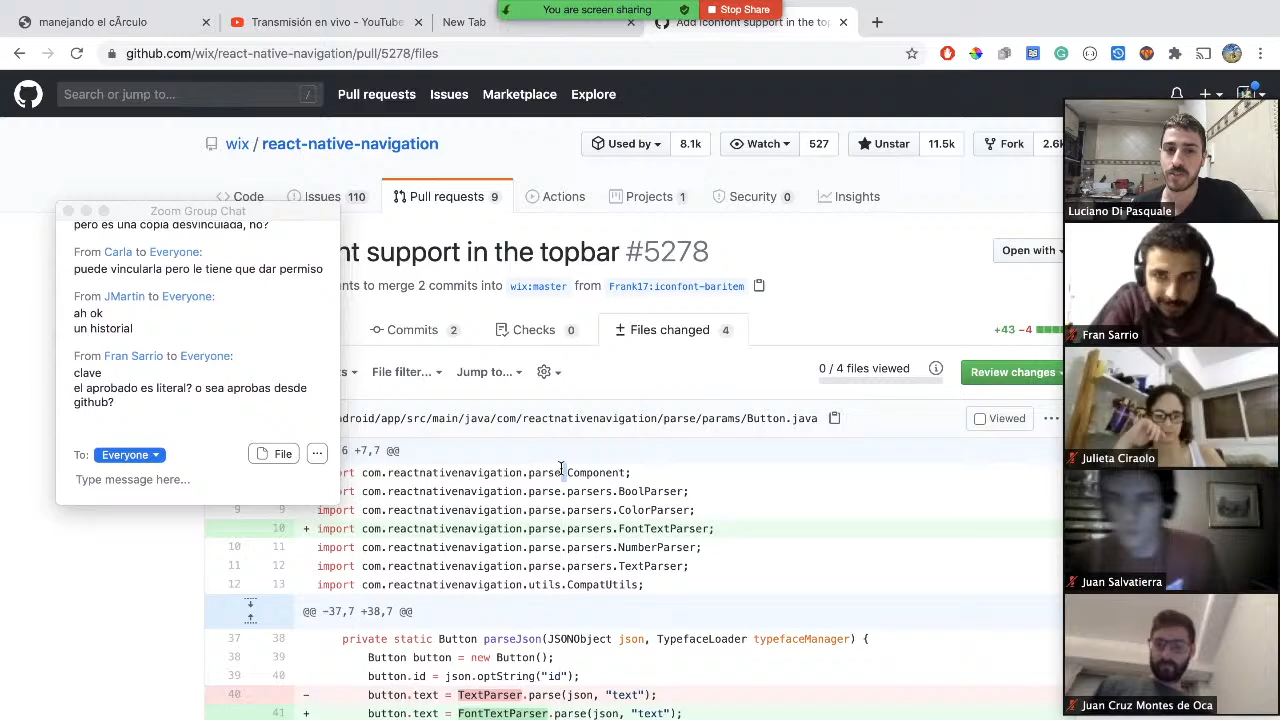 manejando el cÃrculo
Transmisión en vivo - YouTube
New Tab
You are screen sharing
Stop Share
Add iconfont support in the to
github.com/wix/react-native-navigation/pull/5278/files
Search or jump to...
/
Pull requests
Issues
Marketplace
Explore
wix / react-native-navigation
Used by
8.1k
Watch
527
Unstar
11.5k
Fork
2.6k
Code
Issues 110
Pull requests 9
Actions
Projects 1
Security 0
Insights
nt support in the topbar #5278
Open with
ants to merge 2 commits into wix:master from Frank17:iconfont-baritem
Commits 2
Checks 0
Files changed 4
+43 −4
File filter...
Jump to...
0 / 4 files viewed
Review changes
droid/app/src/main/java/com/reactnativenavigation/parse/params/Button.java
Viewed
6 +7,7 @@
ort com.reactnativenavigation.parse.Component;
import com.reactnativenavigation.parse.parsers.BoolParser;
9 9 import com.reactnativenavigation.parse.parsers.ColorParser;
10 + import com.reactnativenavigation.parse.parsers.FontTextParser;
10 11 import com.reactnativenavigation.parse.parsers.NumberParser;
11 12 import com.reactnativenavigation.parse.parsers.TextParser;
12 13 import com.reactnativenavigation.utils.CompatUtils;
@@ -37,7 +38,7 @@
37 38 private static Button parseJson(JSONObject json, TypefaceLoader typefaceManager) {
38 39 Button button = new Button();
39 40 button.id = json.optString("id");
40 - button.text = TextParser.parse(json, "text");
41 + button.text = FontTextParser.parse(json, "text");
Zoom Group Chat
pero es una copia desvinculada, no?
From Carla to Everyone:
puede vincularla pero le tiene que dar permiso
From JMartin to Everyone:
ah ok
un historial
From Fran Sarrio to Everyone:
clave
el aprobado es literal? o sea aprobas desde
github?
To: Everyone
File
Type message here...
Luciano Di Pasquale
Fran Sarrio
Julieta Ciraolo
Juan Salvatierra
Juan Cruz Montes de Oca